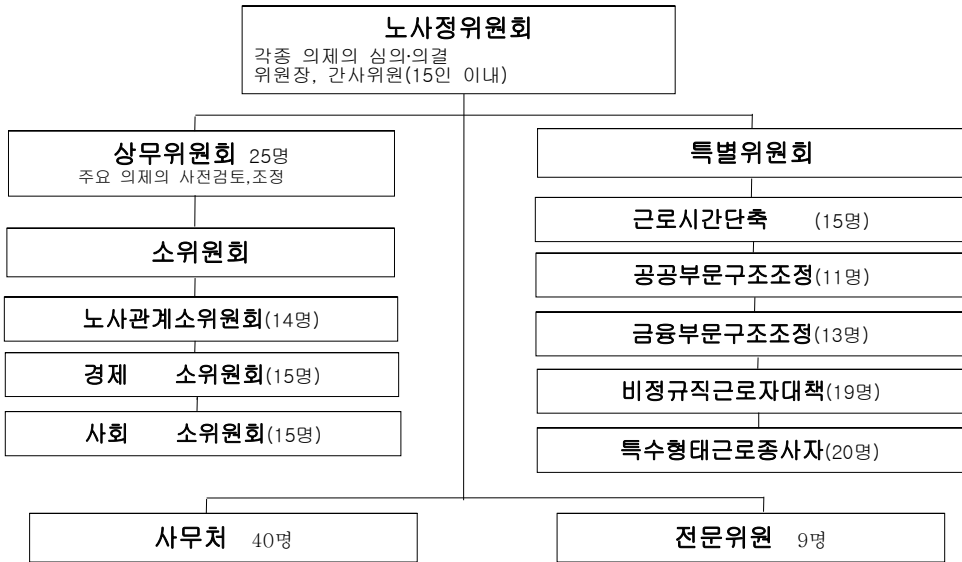 노사정위원회
각종 의제의 심의·의결
위원장, 간사위원(15인 이내)
상무위원회 25명
주요 의제의 사전검토,조정
소위원회
노사관계소위원회(14명)
경제 소위원회(15명)
사회 소위원회(15명)
특별위원회
근로시간단축 (15명)
공공부문구조조정(11명)
금융부문구조조정(13명)
비정규직근로자대책(19명)
특수형태근로종사자(20명)
사무처 40명
전문위원 9명